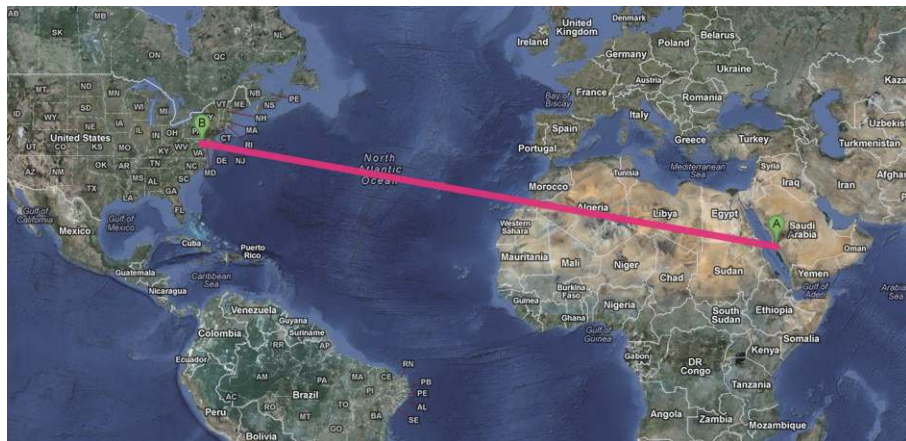 AB
MB
SK
ON
QC
NL
United
Kingdom
Denmark
Ireland
Poland
Belarus
Germany
Ukraine
Austria
Bay of
Biscay
France
Romania
Italy
Spain
Portugal
Greece
Turkey
Uzbekist
Turkmenistan
MT
ND
MN
ID
SD
WY
WI
MI
VT
ME
NB
PE
NS
NH
MA
CT
RI
B
PA
NE
IA
IL
IN
OH
United States
UT
CO
KS
MO
KY
WV
VA
DE
NJ
MD
AZ
NM
OK
AR
TN
NC
SC
MS
AL
GA
TX
LA
FL
North
Atlantic
Ocean
Gulf of
California
Gulf of
Mexico
Mexico
Cuba
Puerto
Rico
Guatemala
Caribbean
Sea
Nicaragua
Tunisia
Mediterranean
Sea
Syria
Iraq
Iran
Afghan
Morocco
Algeria
Libya
Egypt
A
Saudi
Arabia
Western
Sahara
Mauritania
Mali
Niger
Chad
Sudan
Oman
Yemen
Gulf of
Aden
Burkina
Faso
Guinea
Ghana
Nigeria
South
Sudan
Ethiopia
Somalia
Gulf of
Guinea
Gabon
DR
Congo
Kenya
Tanzania
Angola
Zambia
Mozambique
Venezuela
Guyana
Suriname
Colombia
RR
AP
Ecuador
AM
PA
MA
CE
RN
PB
PE
AL
SE
PI
AC
RO
TO
BA
MT
GO
Brazil
Peru
Bolivia